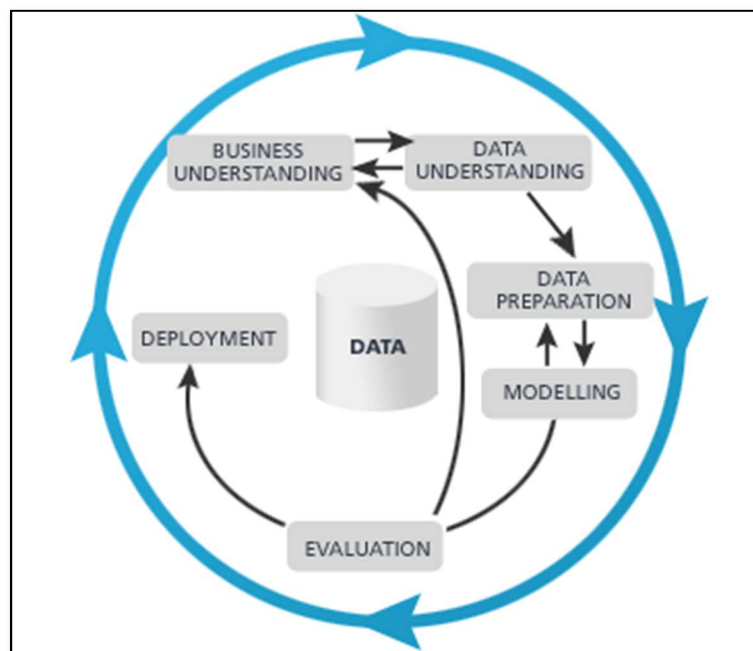 BUSINESS
UNDERSTANDING
DATA
UNDERSTANDING
DATA
PREPARATION
DEPLOYMENT
DATA
MODELLING
EVALUATION